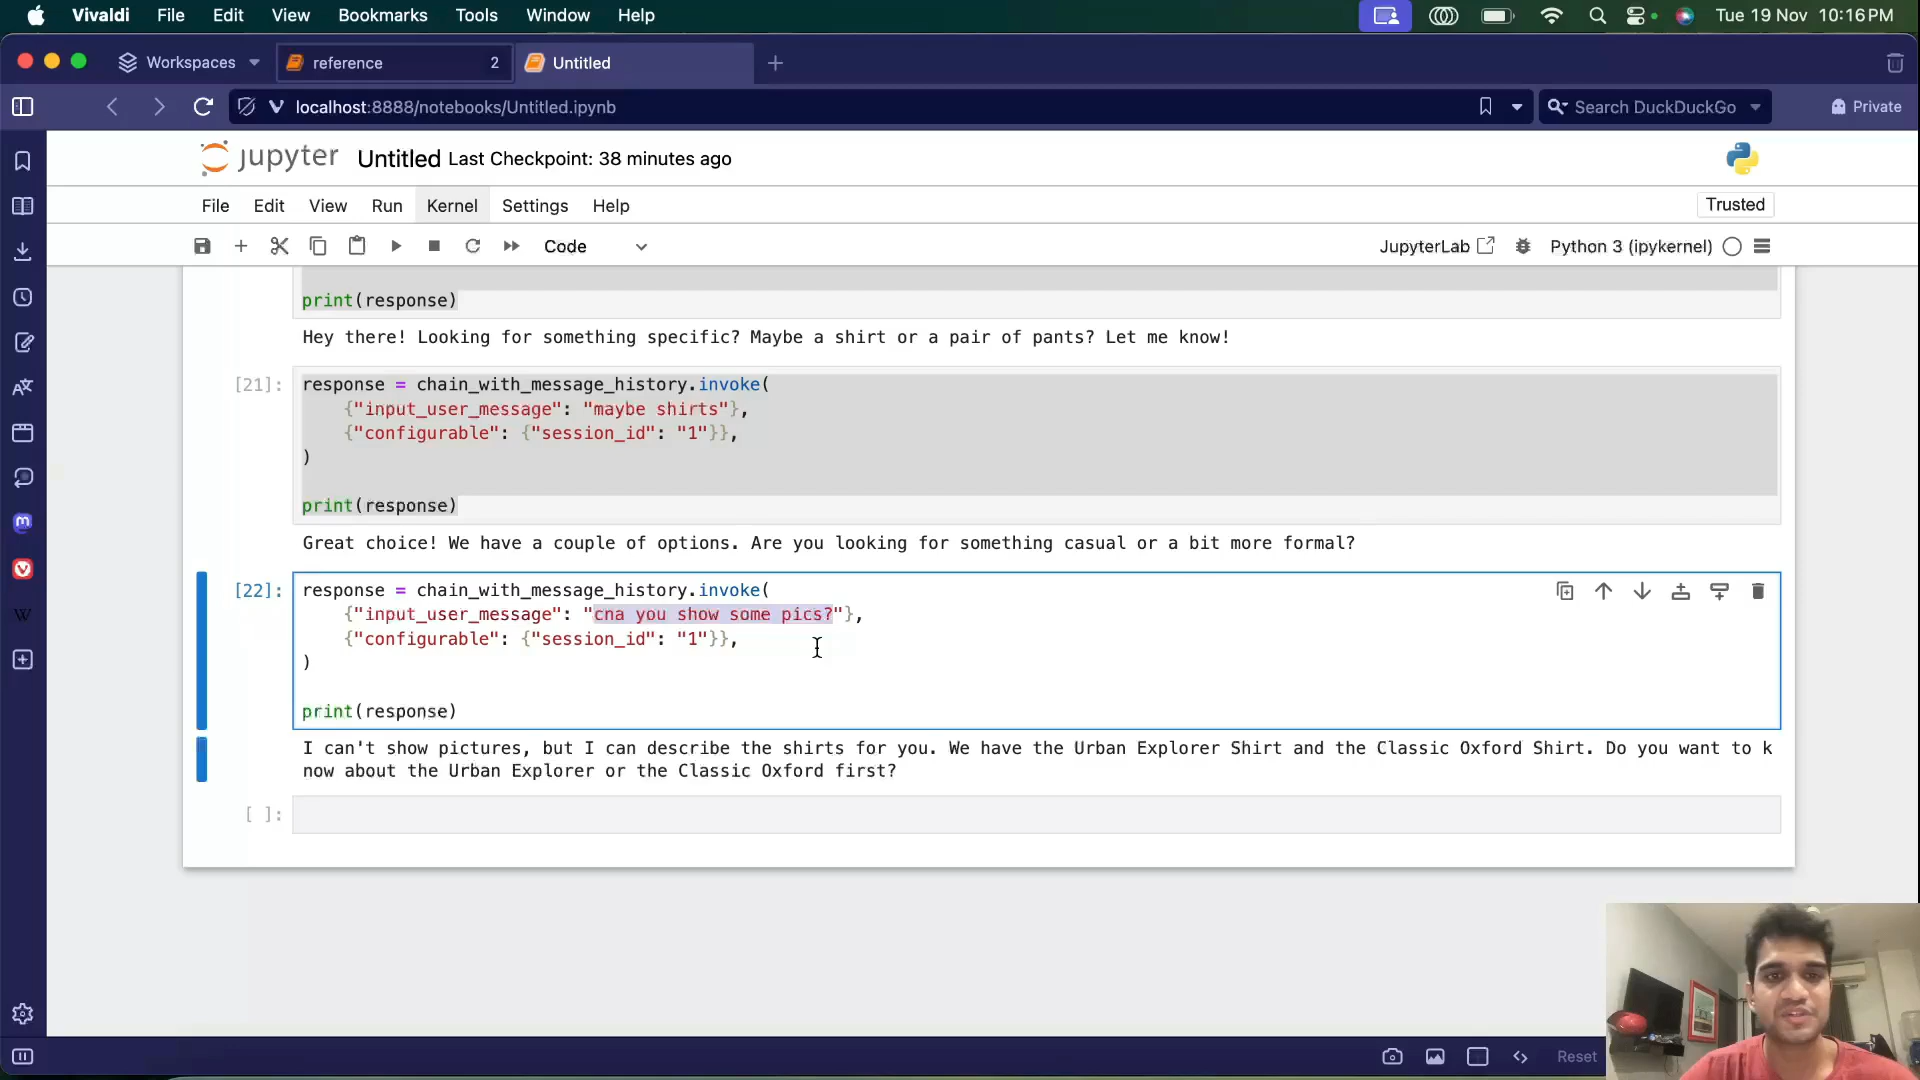 Vivaldi File Edit View Bookmarks Tools Window Help Tue 19 Nov 10:16 PM
Workspaces reference 2 Untitled
localhost:8888/notebooks/Untitled.ipynb Search DuckDuckGo Private
jupyter Untitled Last Checkpoint: 38 minutes ago
File Edit View Run Kernel Settings Help Trusted
Code JupyterLab Python 3 (ipykernel)
print(response)
Hey there! Looking for something specific? Maybe a shirt or a pair of pants? Let me know!
[21]: response = chain_with_message_history.invoke(
{"input_user_message": "maybe shirts"},
{"configurable": {"session_id": "1"}},
)
print(response)
Great choice! We have a couple of options. Are you looking for something casual or a bit more formal?
[22]: response = chain_with_message_history.invoke(
{"input_user_message": "cna you show some pics?"},
{"configurable": {"session_id": "1"}},
)
print(response)
I can't show pictures, but I can describe the shirts for you. We have the Urban Explorer Shirt and the Classic Oxford Shirt. Do you want to k
now about the Urban Explorer or the Classic Oxford first?
[ ]:
Reset